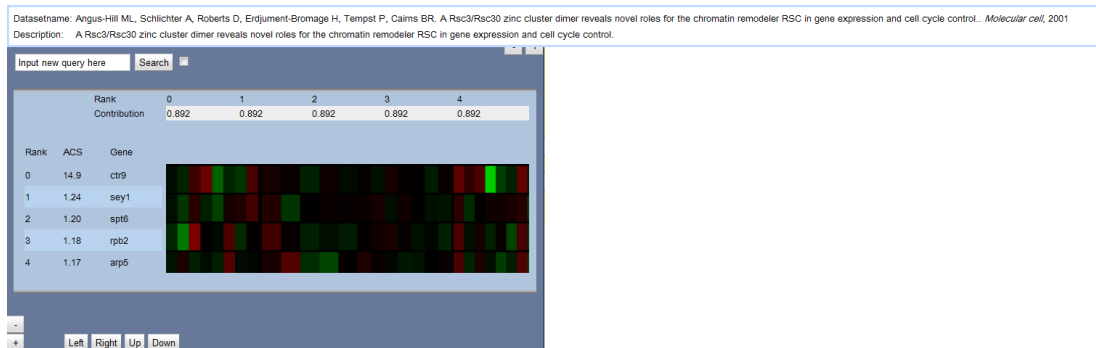 Datasetname: Angus-Hill ML, Schlichter A, Roberts D, Erdjument-Bromage H, Tempst P, Cairns BR. A Rsc3/Rsc30 zinc cluster dimer reveals novel roles for the chromatin remodeler RSC in gene expression and cell cycle control.. Molecular cell, 2001
Description: A Rsc3/Rsc30 zinc cluster dimer reveals novel roles for the chromatin remodeler RSC in gene expression and cell cycle control.
- +
Input new query here Search
Rank 0 1 2 3 4
Contribution 0.892 0.892 0.892 0.892 0.892
Rank ACS Gene
0 14.9 ctr9
1 1.24 sey1
2 1.20 spt6
3 1.18 rpb2
4 1.17 arp5
-
+ Left Right Up Down